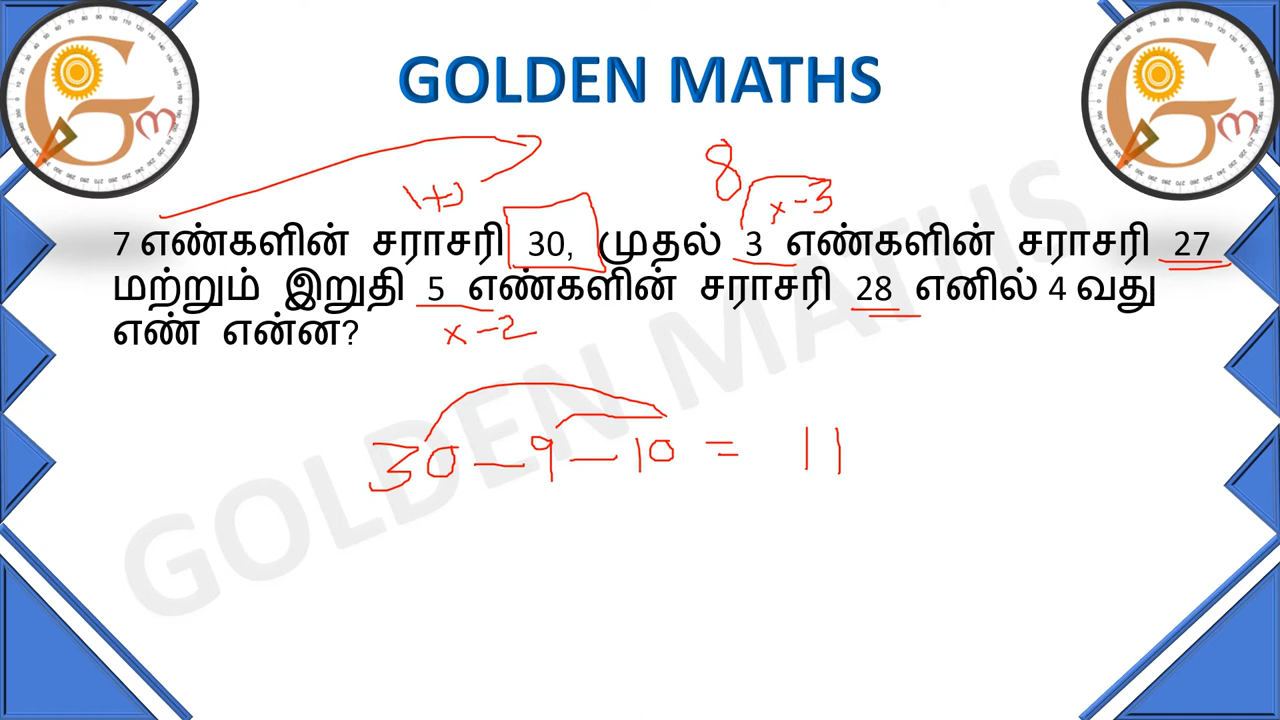 GOLDEN MATHS
8
1+) x-3
7 எண்களின் சராசரி 30, முதல் 3 எண்களின் சராசரி 27
மற்றும் இறுதி 5 எண்களின் சராசரி 28 எனில் 4 வது
எண் என்ன?
x-2
30-9-10 = 11
GOLDEN MATHS